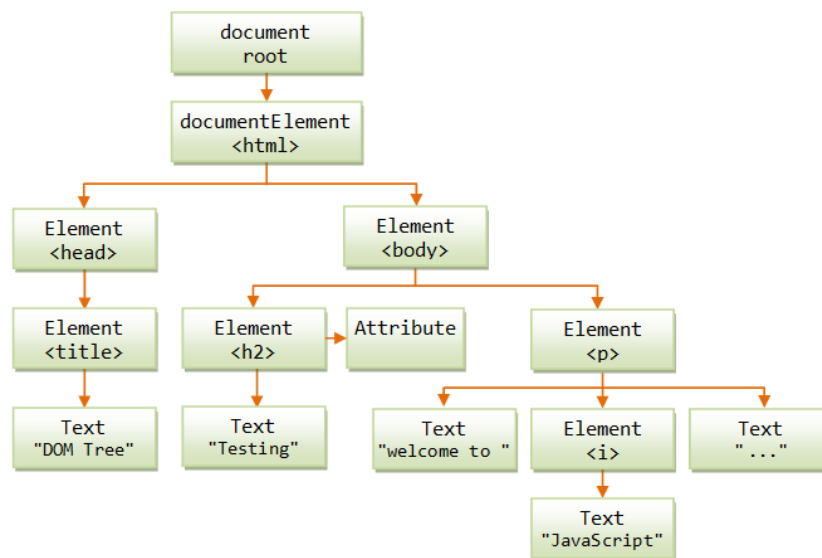 document
root
documentElement
<html>
Element
<head>
Element
<body>
Element
<title>
Element
<h2>
Attribute
Element
<p>
Text
"DOM Tree"
Text
"Testing"
Text
"welcome to "
Element
<i>
Text
"..."
Text
"JavaScript"